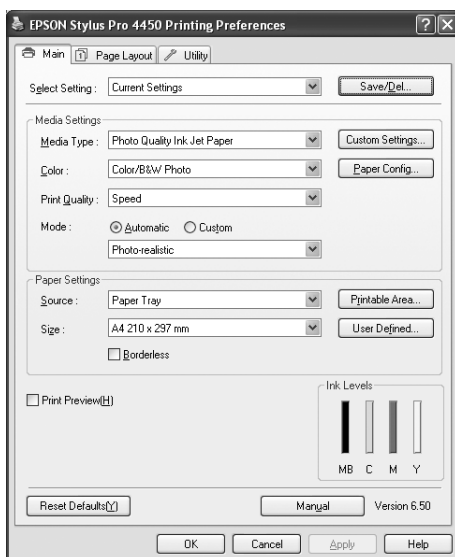 EPSON Stylus Pro 4450 Printing Preferences
Main Page Layout Utility
Select Setting : Current Settings Save/Del...
Media Settings
Media Type : Photo Quality Ink Jet Paper Custom Settings...
Color : Color/B&W Photo Paper Config...
Print Quality : Speed
Mode : Automatic Custom
Photo-realistic
Paper Settings
Source : Paper Tray Printable Area...
Size : A4 210 x 297 mm User Defined...
Borderless
Print Preview(H)
Ink Levels
MB C M Y
Reset Defaults(Y) Manual Version 6.50
OK Cancel Apply Help